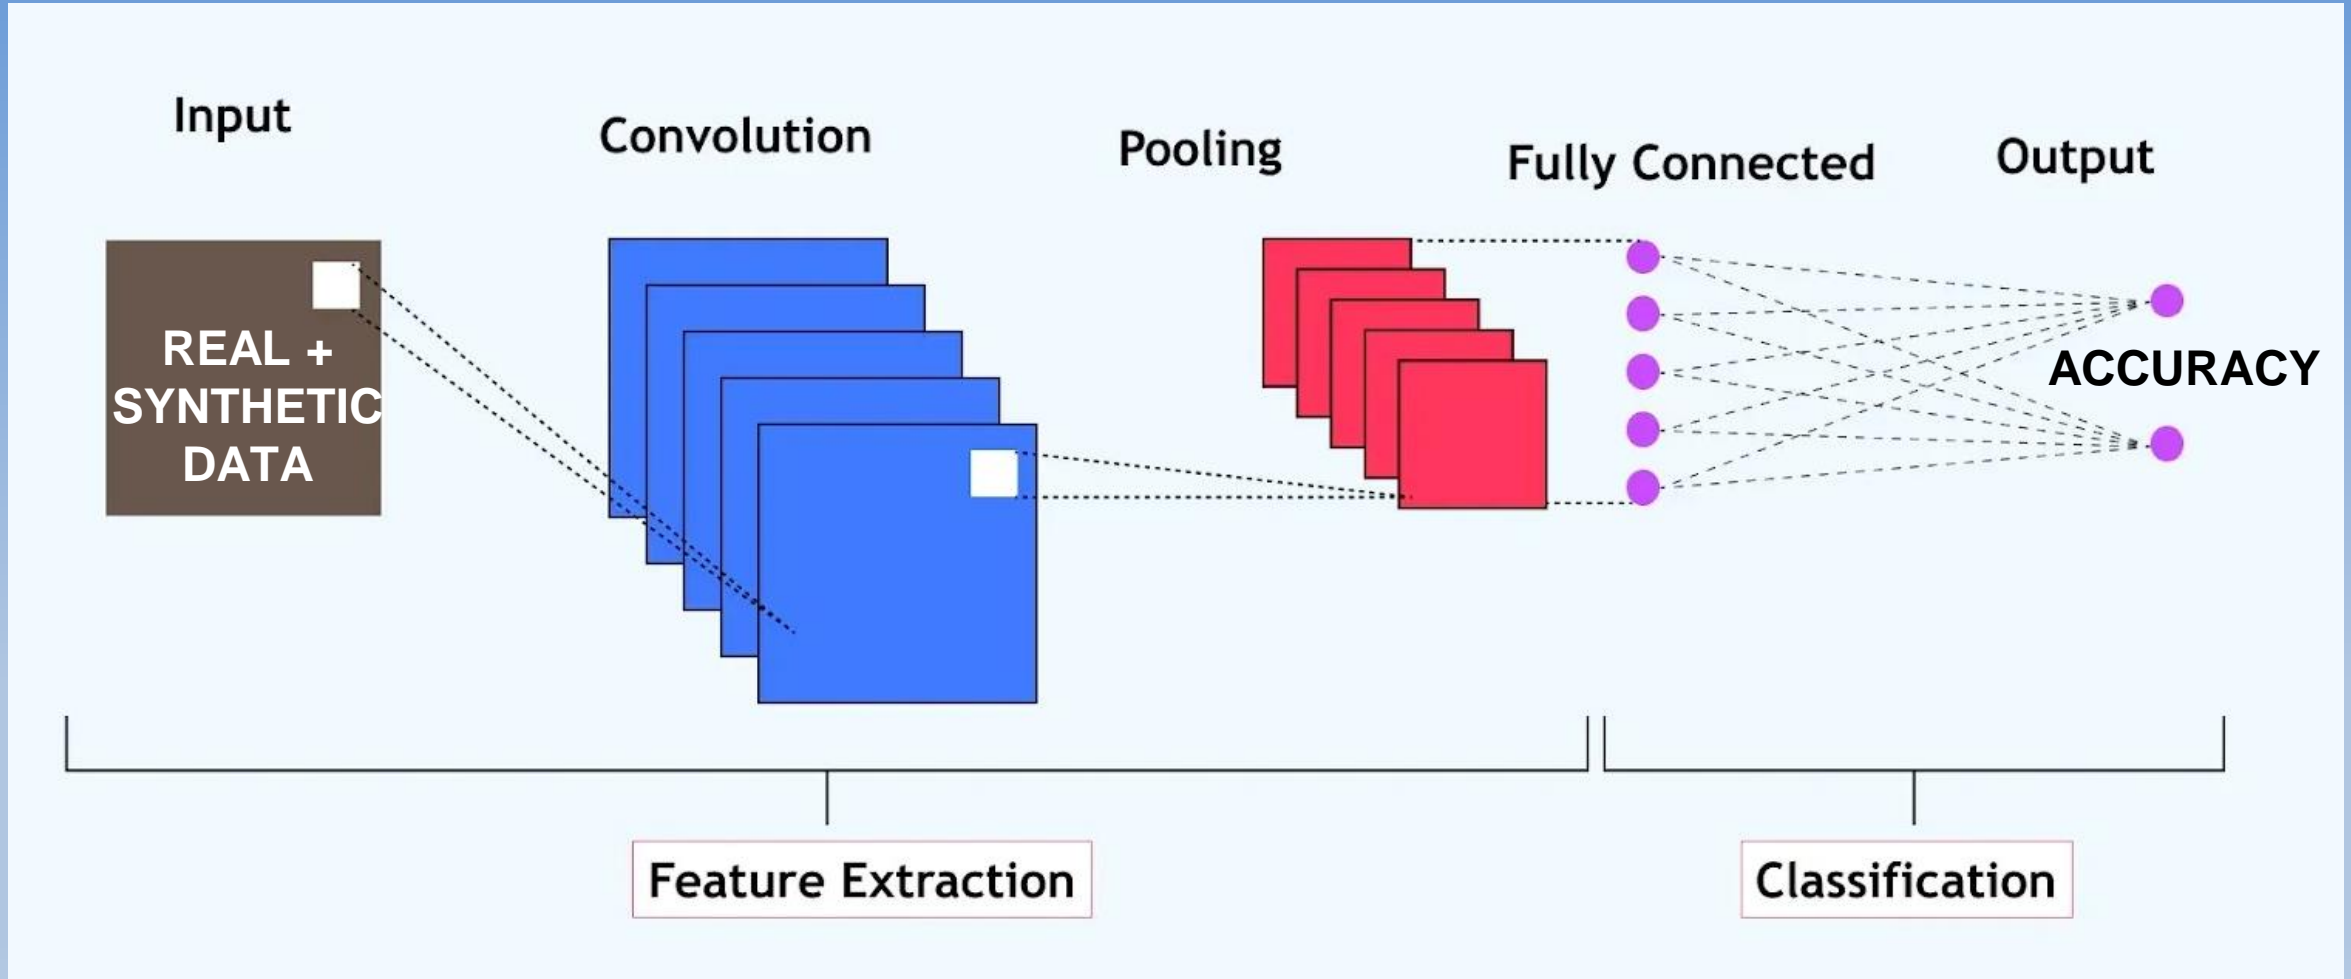 Input
Convolution
Pooling
Fully Connected
Output
REAL +
SYNTHETIC
DATA
ACCURACY
Feature Extraction
Classification